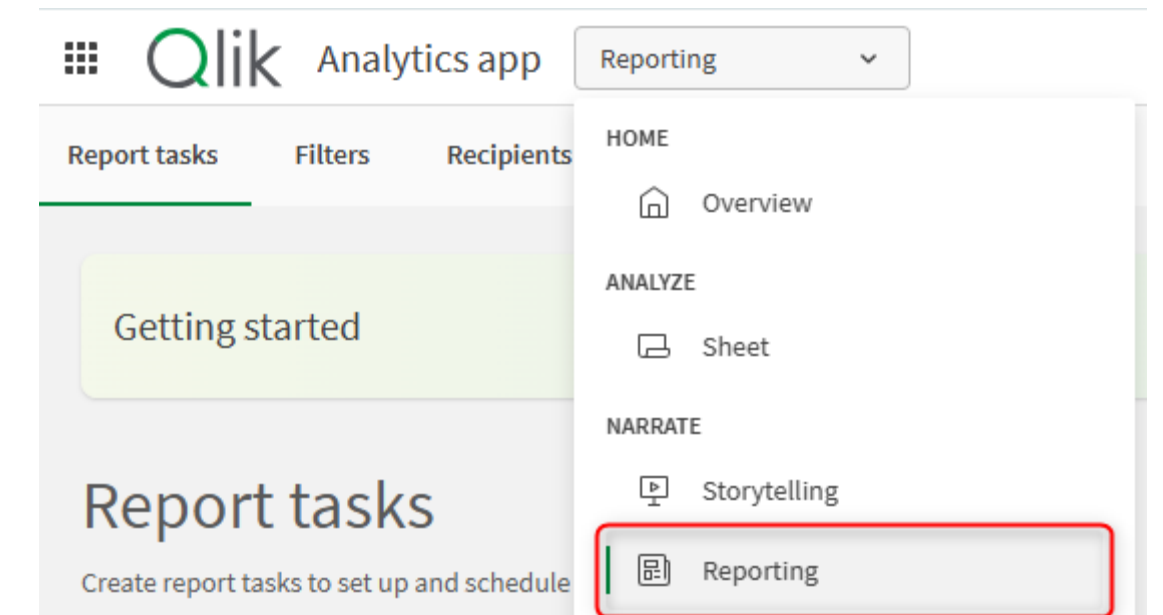 Qlik Analytics app Reporting
Report tasks Filters Recipients
HOME
Overview
ANALYZE
Sheet
NARRATE
Storytelling
Reporting
Getting started
Report tasks
Create report tasks to set up and schedule